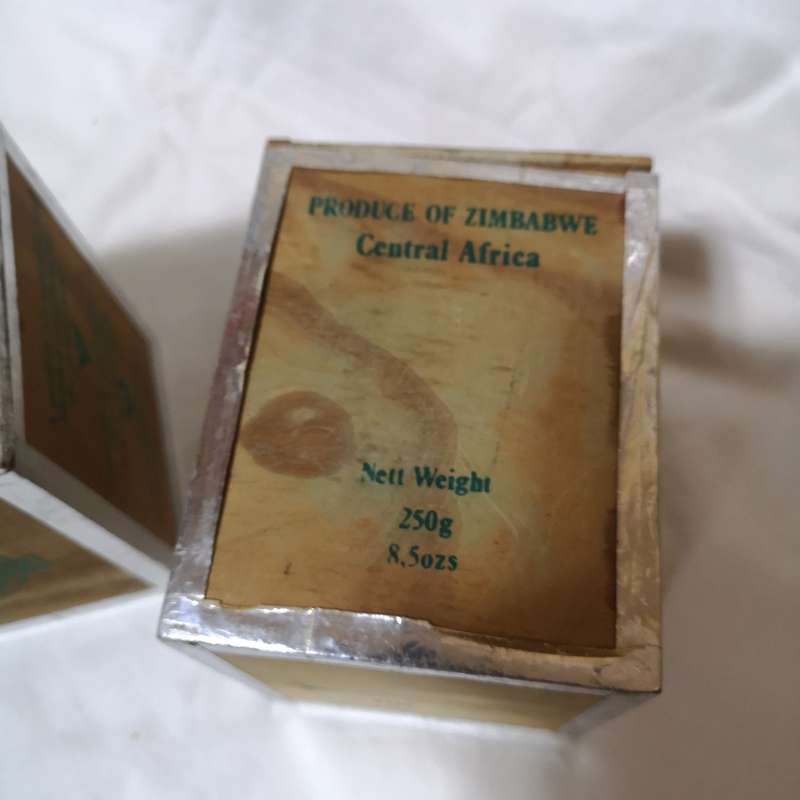 PRODUCE OF ZIMBABWE
Central Africa
Nett Weight
250g
8,5ozs